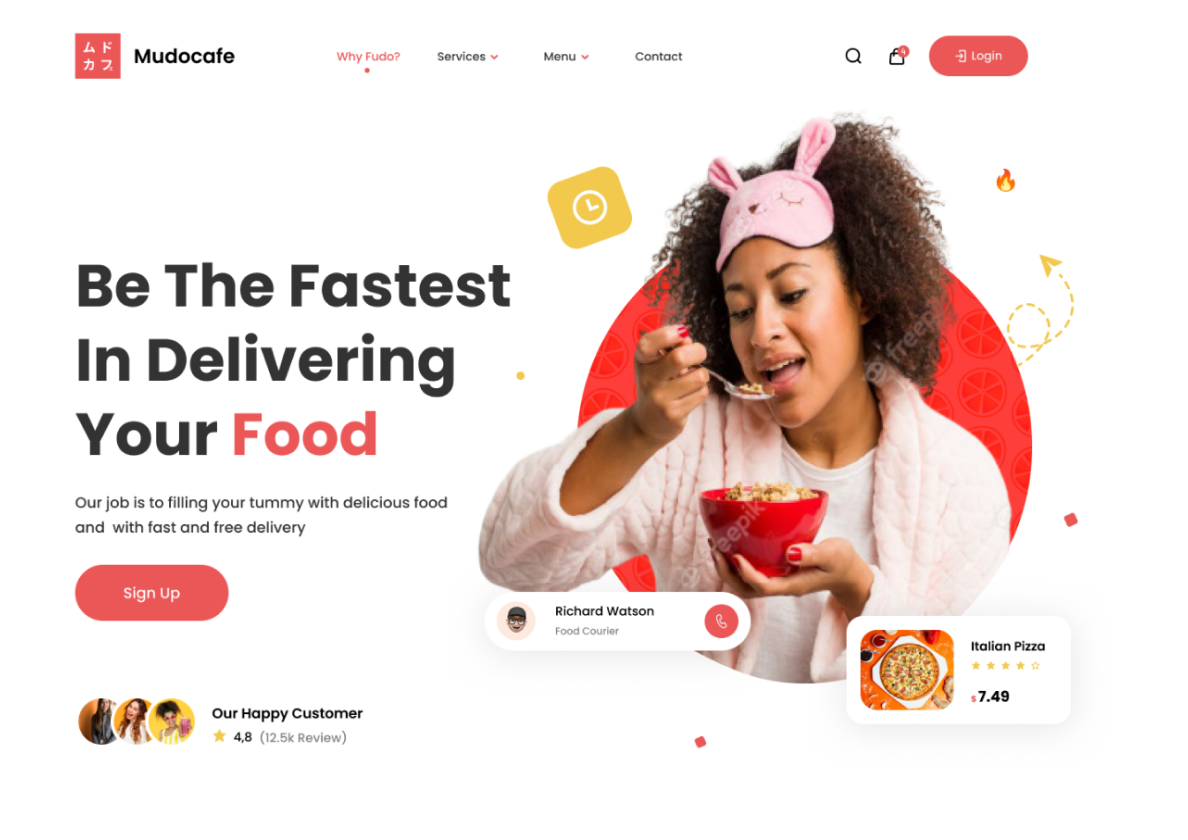 ムド
カフェ
Mudocafe
Why Fudo?
Services
Menu
Contact
4
Login
Be The Fastest
In Delivering
Your Food
Our job is to filling your tummy with delicious food
and with fast and free delivery
Sign Up
Richard Watson
Food Courier
Italian Pizza
$ 7.49
Our Happy Customer
4,8 (12.5k Review)
freepik
freepik